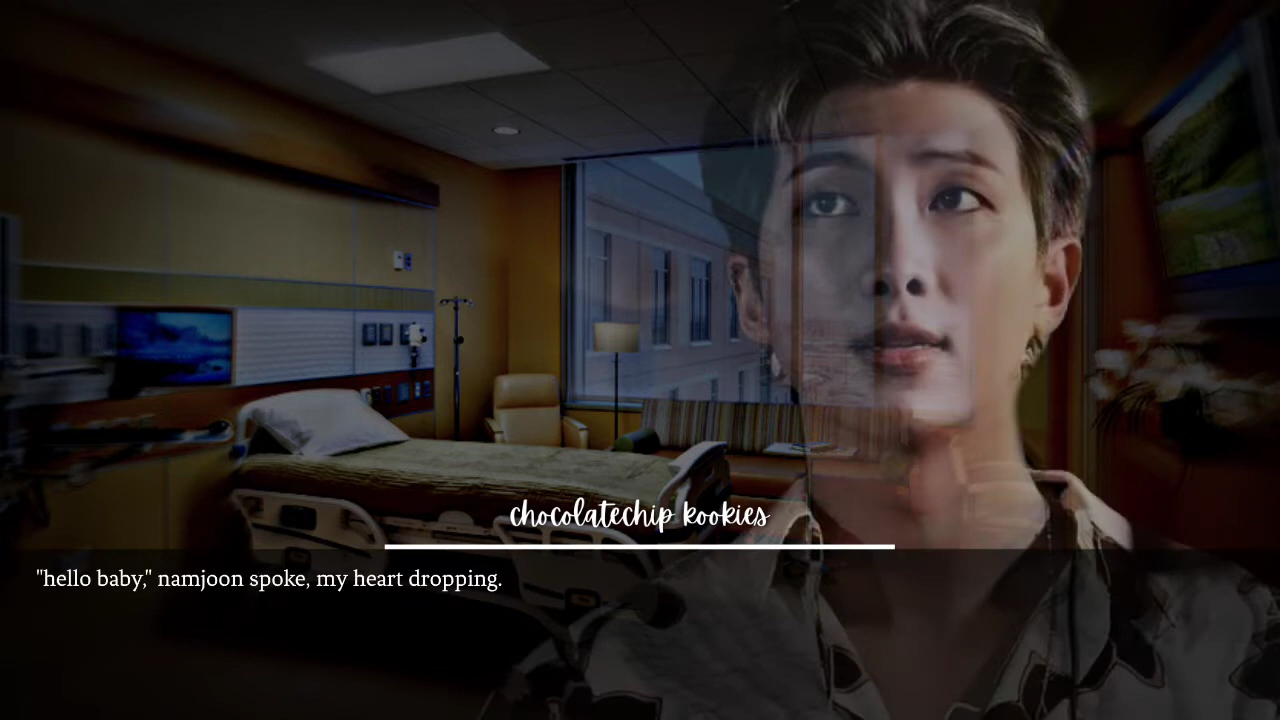 chocolatechip kookies
"hello baby," namjoon spoke, my heart dropping.